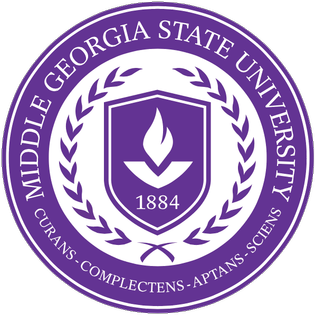 MIDDLE GEORGIA STATE UNIVERSITY
1884
CURANS-COMPLECTENS-APTANS-SCIENS